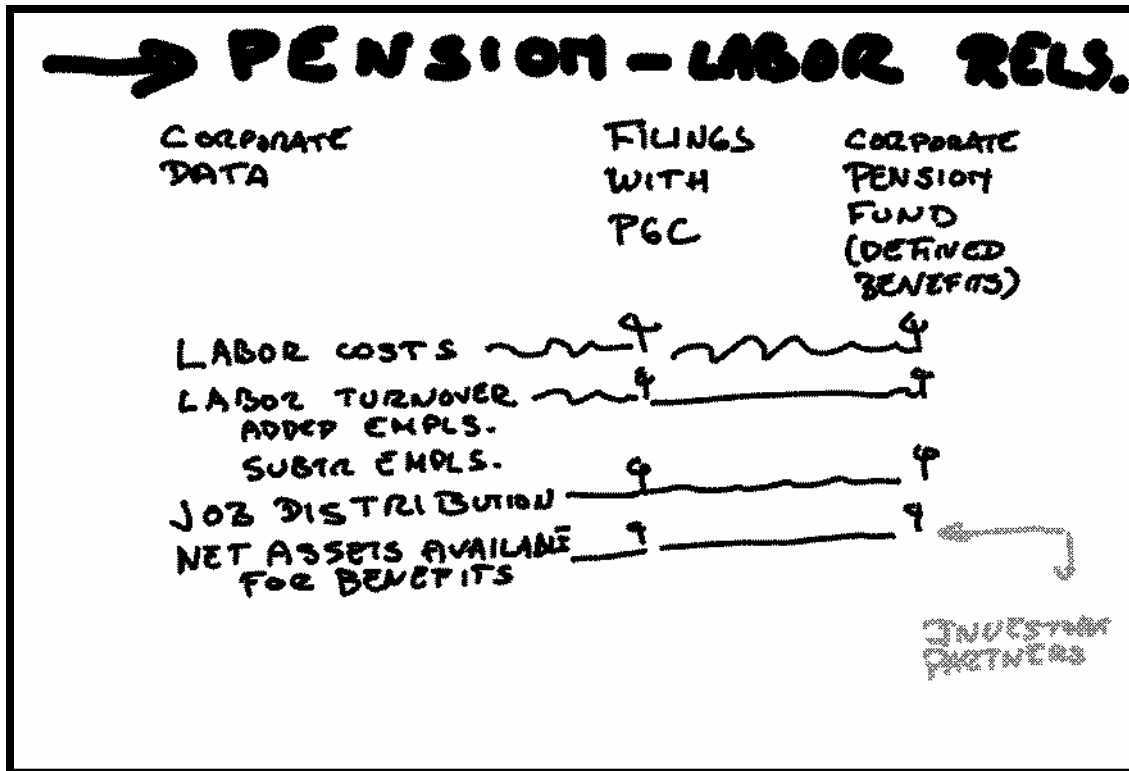 → PENSION - LABOR RELS.
CORPORATE
DATA
FILINGS
WITH
PGC
CORPORATE
PENSION
FUND
(DEFINED
BENEFITS)
LABOR COSTS
LABOR TURNOVER
ADDED EMPLS.
SUBTR EMPLS.
JOB DISTRIBUTION
NET ASSETS AVAILABLE
FOR BENEFITS
PARTNERS